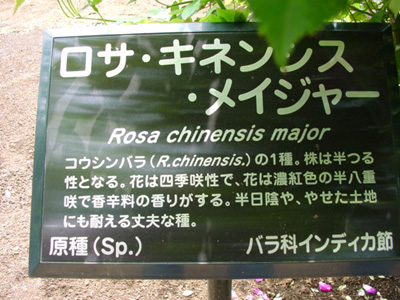 ロサ・キネンシス
・メイジャー
Rosa chinensis major
コウシンバラ(R.chinensis.)の1種。株は半つる
性となる。花は四季咲性で、花は濃紅色の半八重
咲で香辛料の香りがする。半日陰や、やせた土地
にも耐える丈夫な種。
原種(Sp.)
バラ科インディカ節